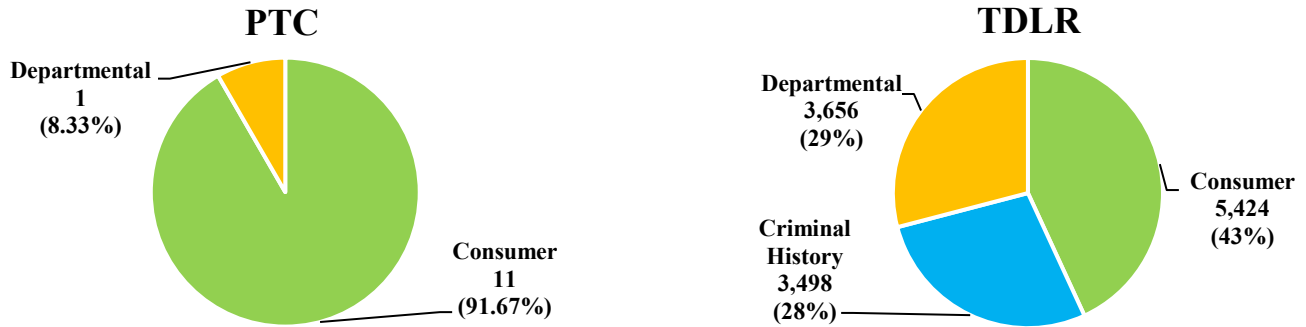 PTC
Departmental
1
(8.33%)
Consumer
11
(91.67%)
TDLR
Departmental
3,656
(29%)
Consumer
5,424
(43%)
Criminal
History
3,498
(28%)